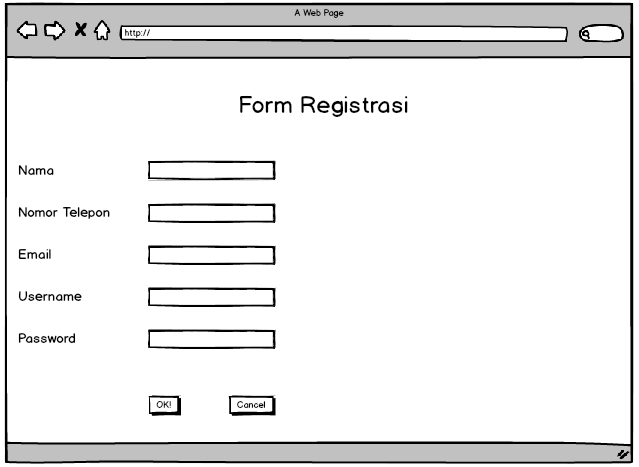 A Web Page
http://
Form Registrasi
Nama
Nomor Telepon
Email
Username
Password
OK!
Cancel